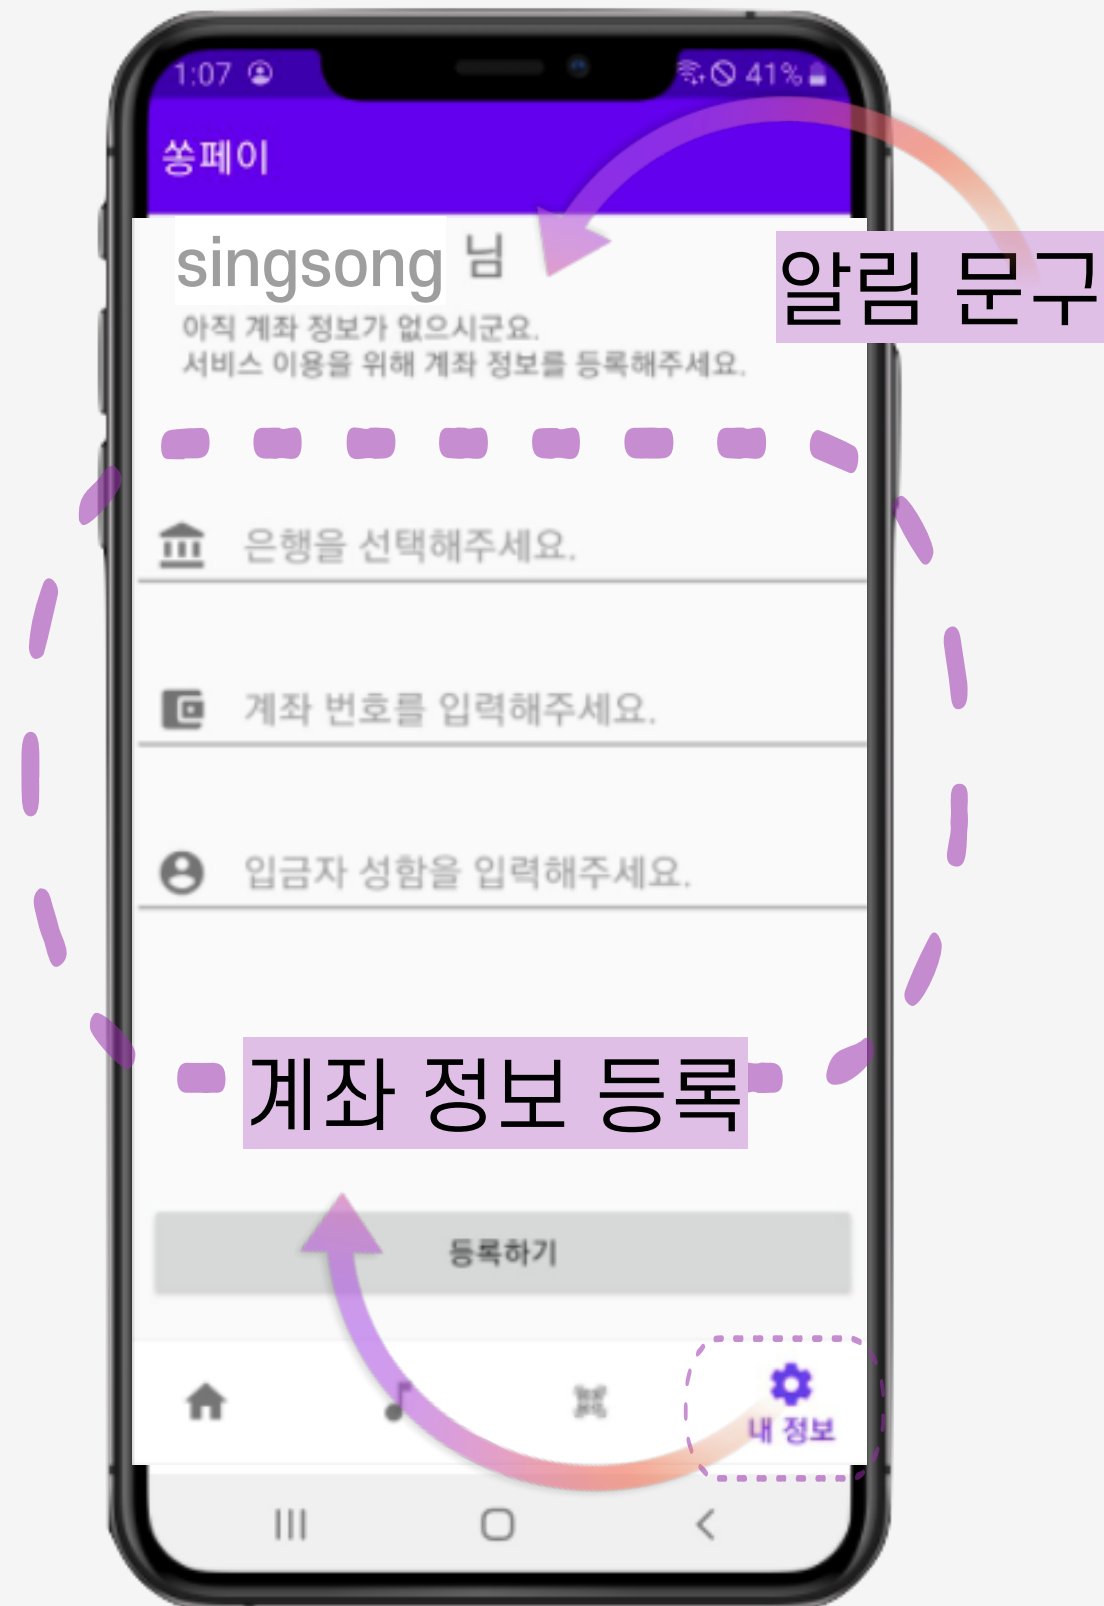 1:07 41%
쏭페이
singsong 님
알림 문구
아직 계좌 정보가 없으시군요.
서비스 이용을 위해 계좌 정보를 등록해주세요.
은행을 선택해주세요.
계좌 번호를 입력해주세요.
입금자 성함을 입력해주세요.
계좌 정보 등록
등록하기
내 정보